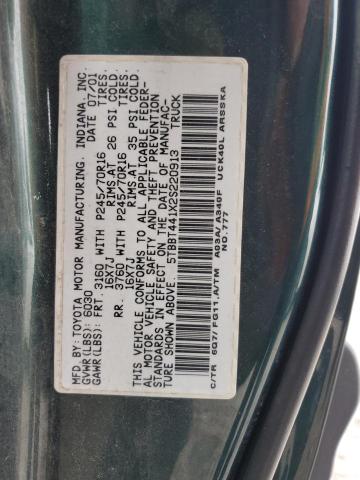 MFD.BY:TOYOTA MOTOR MANUFACTURING. INDIANA,INC.
GVWR(LBS): 6030 DATE 07/01
GAWR(LBS): FRT.3160 WITH P245/70R16 TIRES.
16X7J RIMS.AT 26 PSI COLD.
RR. 3760 WITH P245/70R16 TIRES.
16X7J RIMS.AT 35 PSI COLD.
THIS VEHICLE CONFORMS TO ALL APPLICABLE FEDER-
AL MOTOR VEHICLE SAFETY AND THEFT PREVENTION
STANDARDS IN EFFECT ON THE DATE OF MANUFAC-
TURE SHOWN ABOVE. 5TBBT441X2S220913 TRUCK
C/TR 6Q7/FG11.A/TM A03A/A340F UCK40L ARSSKA
NO.777